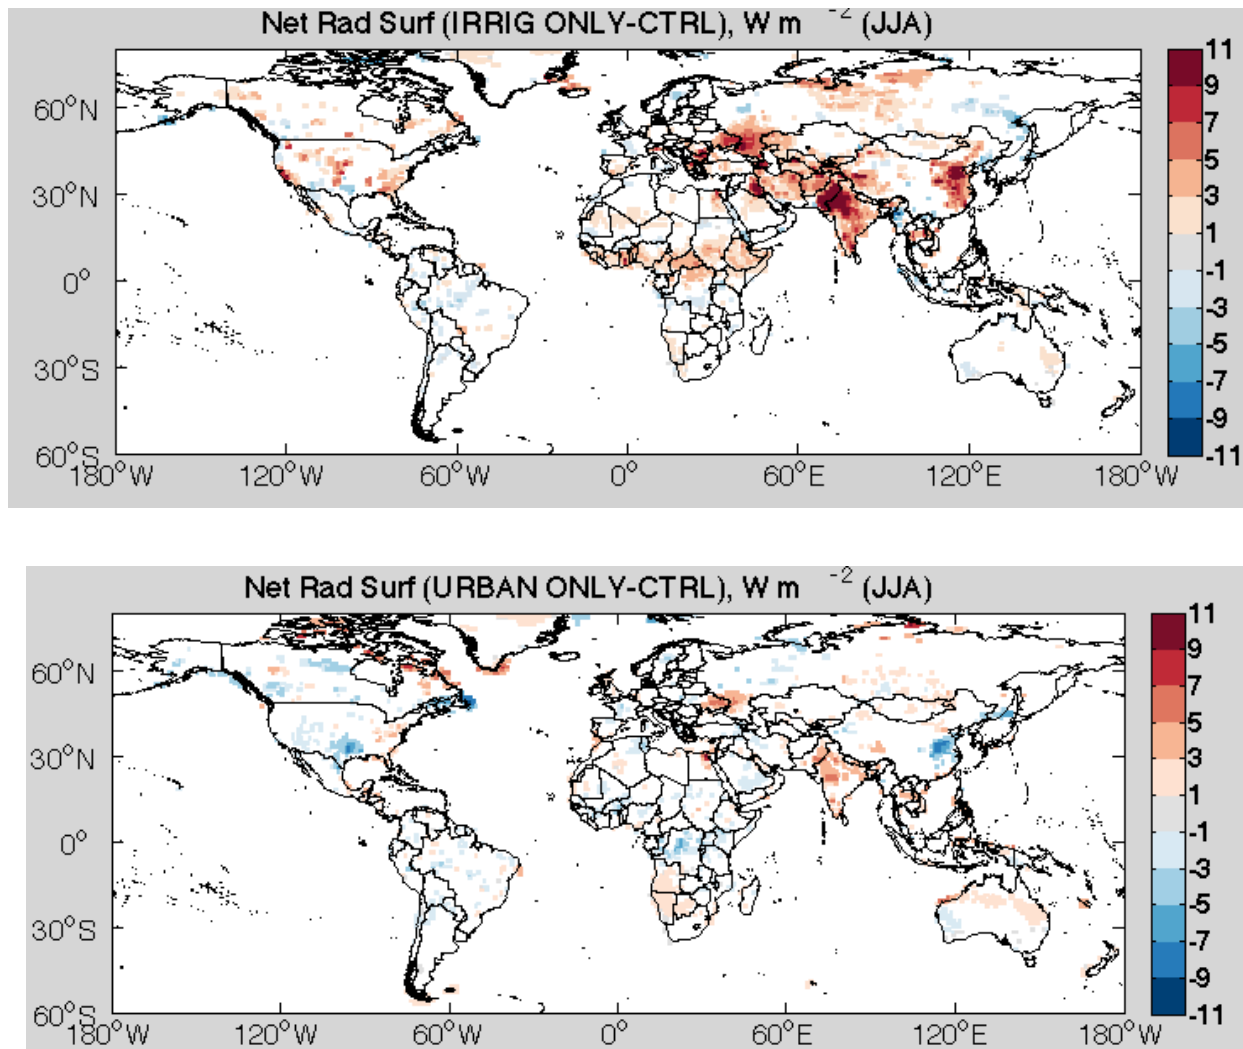 Net Rad Surf (IRRIG ONLY-CTRL), W m ⁻² (JJA)
11
9
7
5
3
1
-1
-3
-5
-7
-9
-11
60°N
30°N
0°
30°S
60°S
180°W 120°W 60°W 0° 60°E 120°E 180°W
Net Rad Surf (URBAN ONLY-CTRL), W m ⁻² (JJA)
11
9
7
5
3
1
-1
-3
-5
-7
-9
-11
60°N
30°N
0°
30°S
60°S
180°W 120°W 60°W 0° 60°E 120°E 180°W